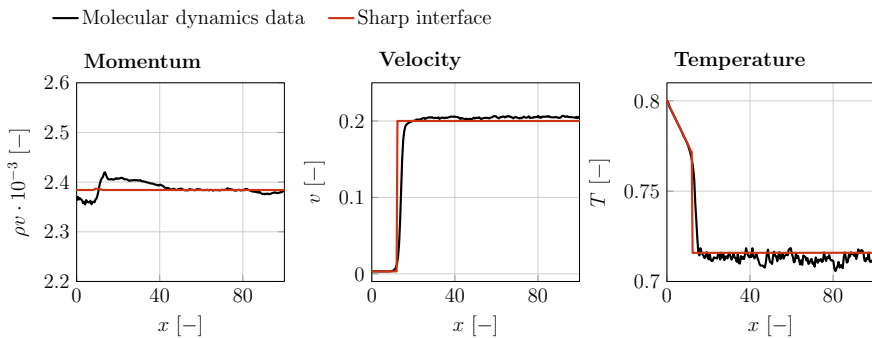 Molecular dynamics data Sharp interface
Momentum
2.6
2.5
2.4
2.3
2.2
0 40 80
x [−]
ρv · 10⁻³ [−]
Velocity
0.2
0.1
0
0 40 80
x [−]
v [−]
Temperature
0.8
0.75
0.7
0 40 80
x [−]
T [−]